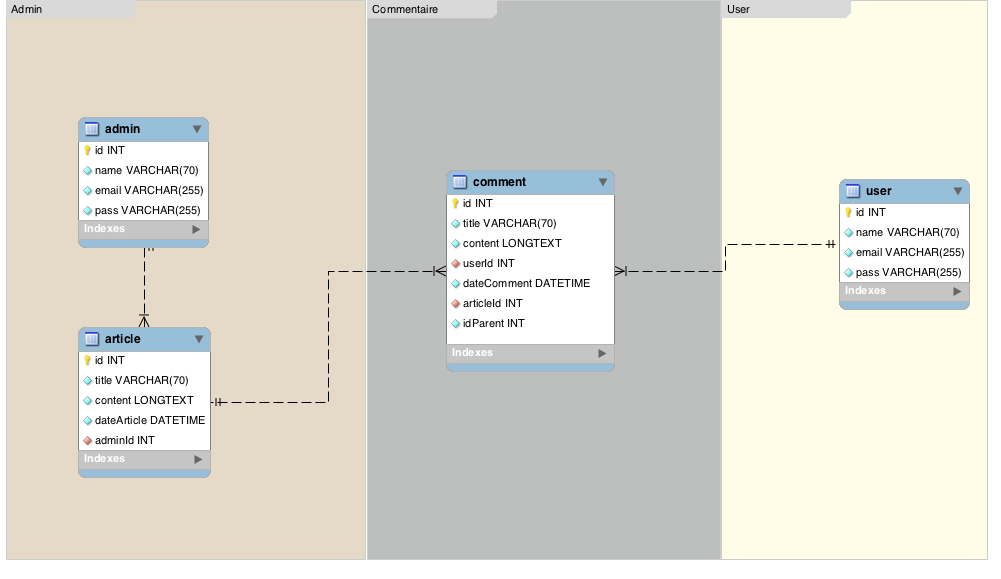 Admin
admin
id INT
name VARCHAR(70)
email VARCHAR(255)
pass VARCHAR(255)
Indexes
article
id INT
title VARCHAR(70)
content LONGTEXT
dateArticle DATETIME
adminId INT
Indexes
Commentaire
comment
id INT
title VARCHAR(70)
content LONGTEXT
userId INT
dateComment DATETIME
articleId INT
idParent INT
Indexes
User
user
id INT
name VARCHAR(70)
email VARCHAR(255)
pass VARCHAR(255)
Indexes